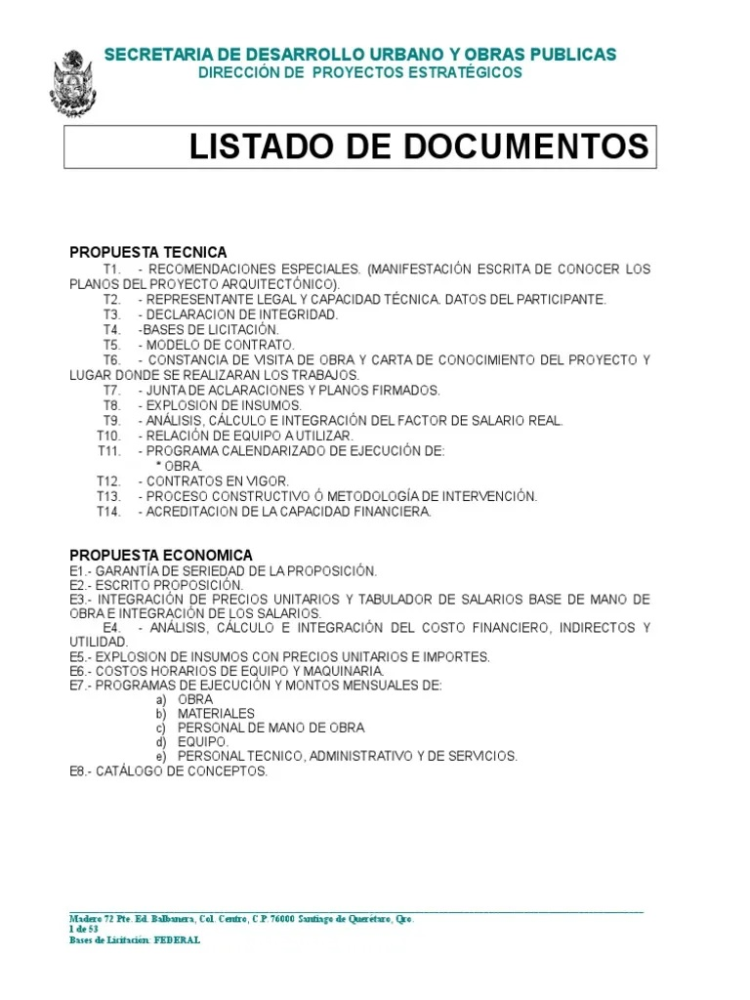 SECRETARIA DE DESARROLLO URBANO Y OBRAS PUBLICAS
DIRECCIÓN DE PROYECTOS ESTRATÉGICOS
LISTADO DE DOCUMENTOS
PROPUESTA TECNICA
T1. - RECOMENDACIONES ESPECIALES. (MANIFESTACIÓN ESCRITA DE CONOCER LOS
PLANOS DEL PROYECTO ARQUITECTÓNICO).
T2. - REPRESENTANTE LEGAL Y CAPACIDAD TÉCNICA. DATOS DEL PARTICIPANTE.
T3. - DECLARACION DE INTEGRIDAD.
T4. -BASES DE LICITACIÓN.
T5. - MODELO DE CONTRATO.
T6. - CONSTANCIA DE VISITA DE OBRA Y CARTA DE CONOCIMIENTO DEL PROYECTO Y
LUGAR DONDE SE REALIZARAN LOS TRABAJOS.
T7. - JUNTA DE ACLARACIONES Y PLANOS FIRMADOS.
T8. - EXPLOSION DE INSUMOS.
T9. - ANÁLISIS, CÁLCULO E INTEGRACIÓN DEL FACTOR DE SALARIO REAL.
T10. - RELACIÓN DE EQUIPO A UTILIZAR.
T11. - PROGRAMA CALENDARIZADO DE EJECUCIÓN DE:
* OBRA.
T12. - CONTRATOS EN VIGOR.
T13. - PROCESO CONSTRUCTIVO Ó METODOLOGÍA DE INTERVENCIÓN.
T14. - ACREDITACION DE LA CAPACIDAD FINANCIERA.
PROPUESTA ECONOMICA
E1.- GARANTÍA DE SERIEDAD DE LA PROPOSICIÓN.
E2.- ESCRITO PROPOSICIÓN.
E3.- INTEGRACIÓN DE PRECIOS UNITARIOS Y TABULADOR DE SALARIOS BASE DE MANO DE
OBRA E INTEGRACIÓN DE LOS SALARIOS.
E4. - ANÁLISIS, CÁLCULO E INTEGRACIÓN DEL COSTO FINANCIERO, INDIRECTOS Y
UTILIDAD.
E5.- EXPLOSION DE INSUMOS CON PRECIOS UNITARIOS E IMPORTES.
E6.- COSTOS HORARIOS DE EQUIPO Y MAQUINARIA.
E7.- PROGRAMAS DE EJECUCIÓN Y MONTOS MENSUALES DE:
a) OBRA
b) MATERIALES
c) PERSONAL DE MANO DE OBRA
d) EQUIPO.
e) PERSONAL TECNICO, ADMINISTRATIVO Y DE SERVICIOS.
E8.- CATÁLOGO DE CONCEPTOS.
Madero 72 Pte. Ed. Balbanera, Col. Centro, C.P. 76000 Santiago de Querétaro, Qro.
1 de 53
Bases de Licitación: FEDERAL